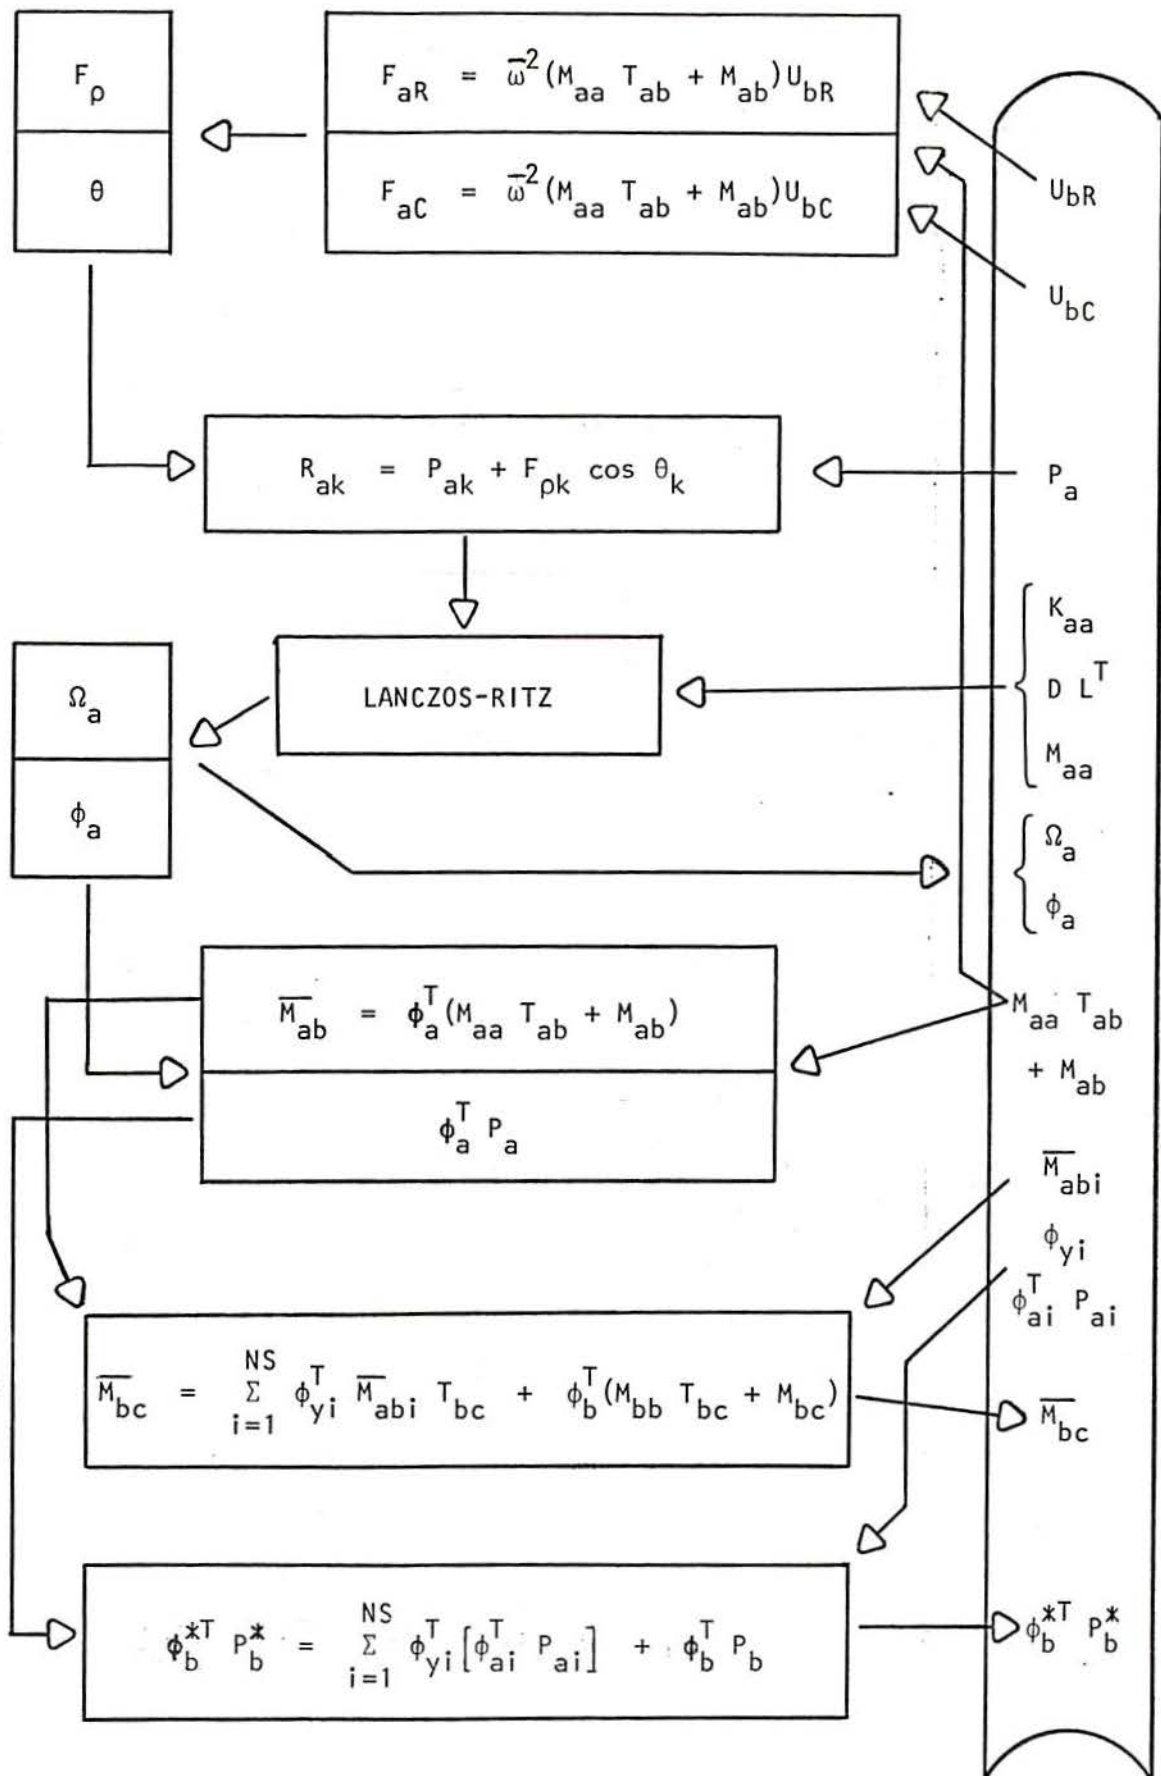 F_ρ
θ
F_aR = ω̅²(M_aa T_ab + M_ab)U_bR
F_aC = ω̅²(M_aa T_ab + M_ab)U_bC
U_bR
U_bC
R_ak = P_ak + F_ρk cos θ_k
P_a
K_aa
D L^T
M_aa
LANCZOS-RITZ
Ω_a
ϕ_a
Ω_a
ϕ_a
M̅_ab = ϕ_a^T(M_aa T_ab + M_ab)
ϕ_a^T P_a
M_aa T_ab
+ M_ab
M̅_abi
ϕ_yi
ϕ_ai^T P_ai
M̅_bc = Σ_{i=1}^{NS} ϕ_yi^T M̅_abi T_bc + ϕ_b^T(M_bb T_bc + M_bc)
M̅_bc
ϕ_b^{*T} P_b^* = Σ_{i=1}^{NS} ϕ_yi^T[ϕ_ai^T P_ai] + ϕ_b^T P_b
ϕ_b^{*T} P_b^*